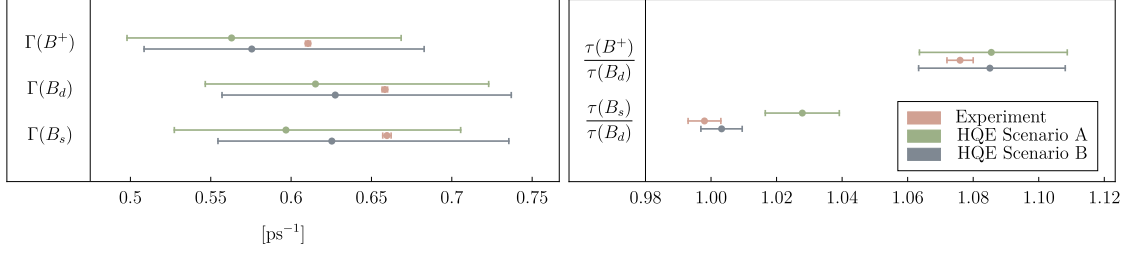 Γ(B⁺)
Γ(B_d)
Γ(B_s)
0.5 0.55 0.6 0.65 0.7 0.75
[ps⁻¹]
τ(B⁺)
τ(B_d)
τ(B_s)
τ(B_d)
Experiment
HQE Scenario A
HQE Scenario B
0.98 1.00 1.02 1.04 1.06 1.08 1.10 1.12